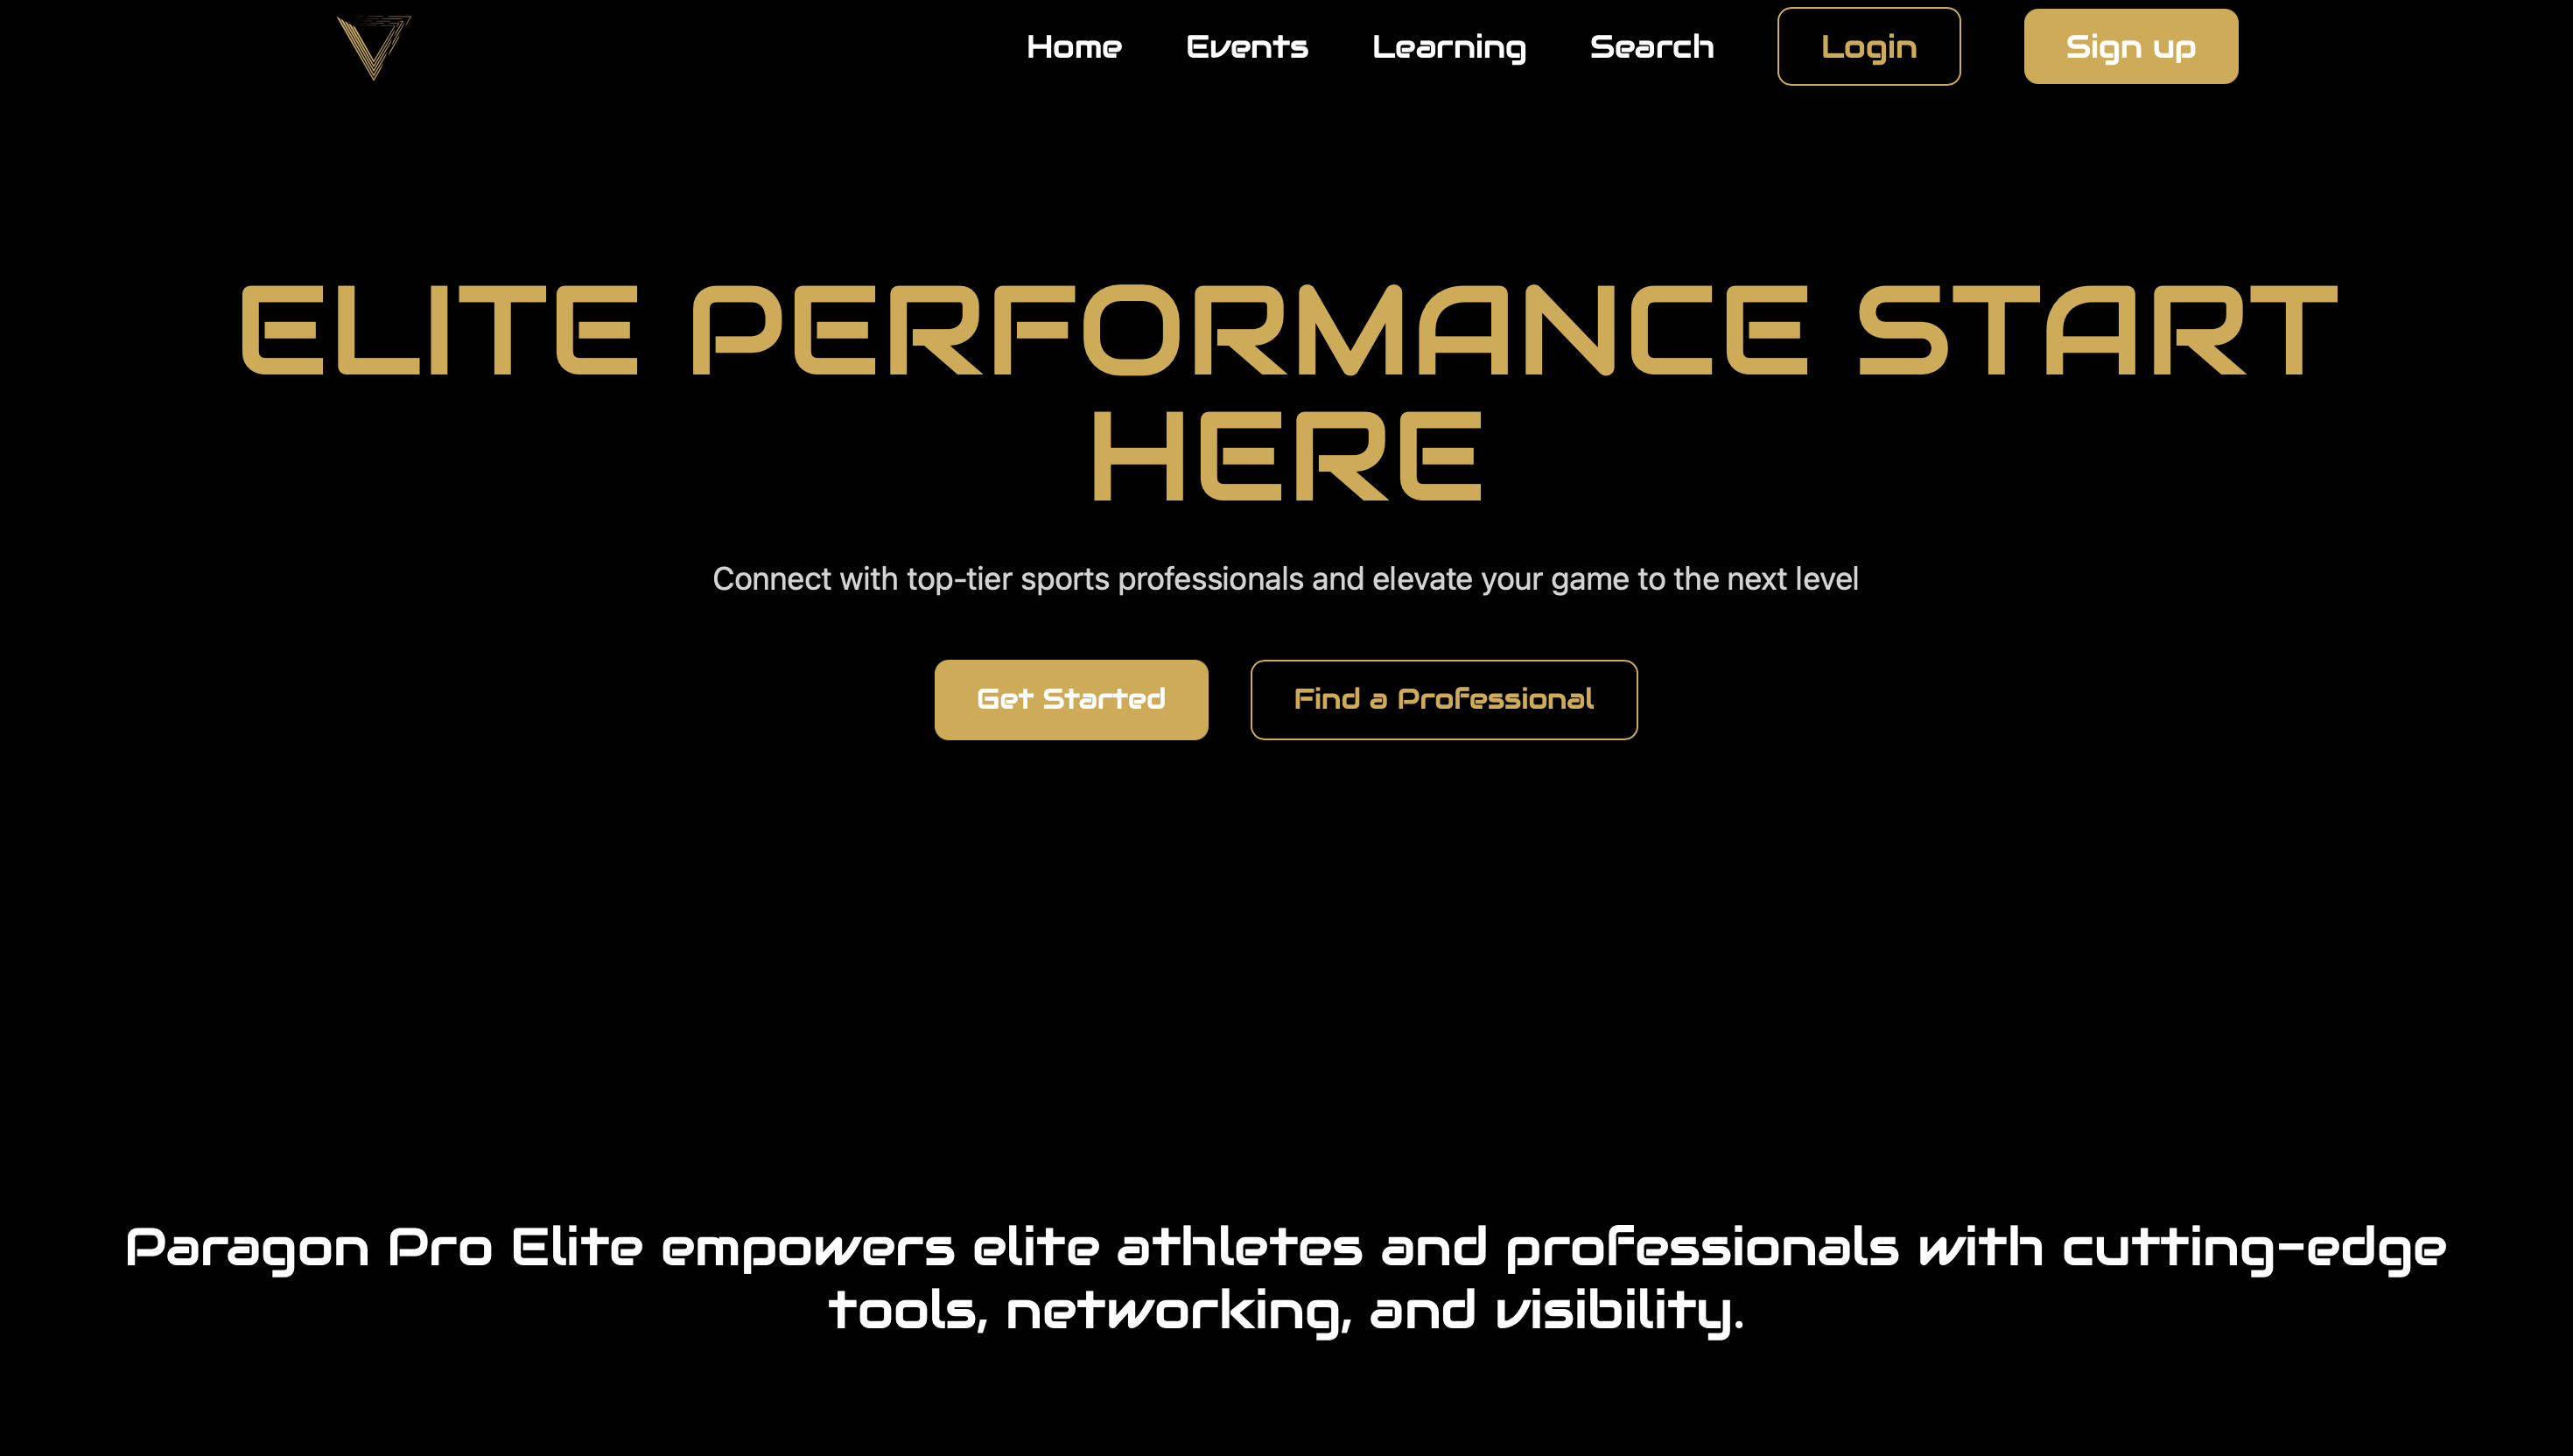 Home Events Learning Search Login Sign up
ELITE PERFORMANCE START
HERE
Connect with top-tier sports professionals and elevate your game to the next level
Get Started Find a Professional
Paragon Pro Elite empowers elite athletes and professionals with cutting-edge
tools, networking, and visibility.